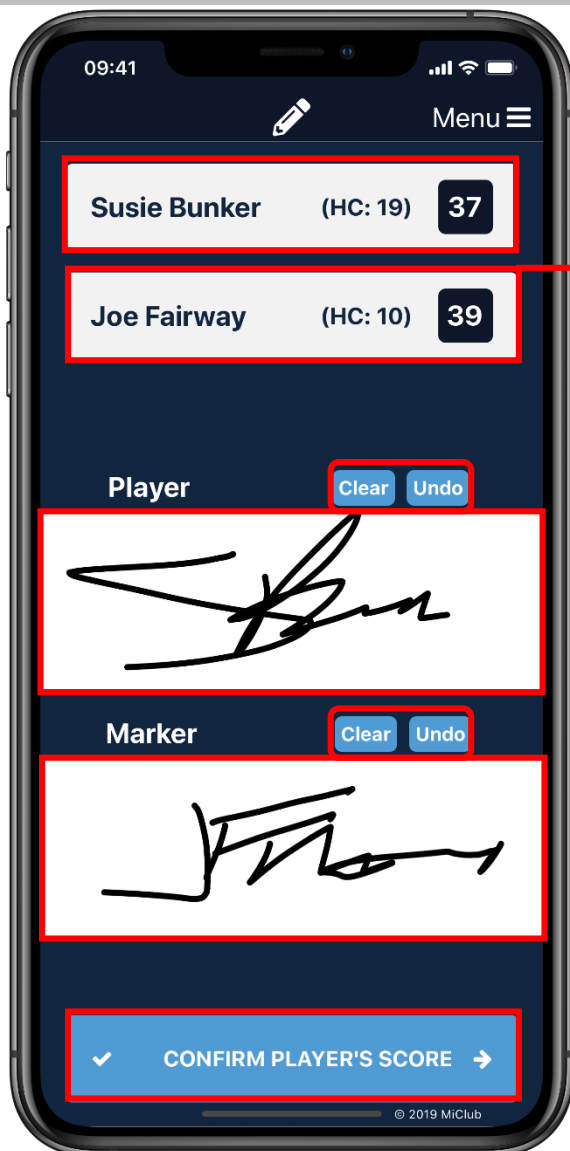 09:41
Menu
Susie Bunker (HC: 19) 37
Joe Fairway (HC: 10) 39
Player Clear Undo
Marker Clear Undo
CONFIRM PLAYER'S SCORE
© 2019 MiClub